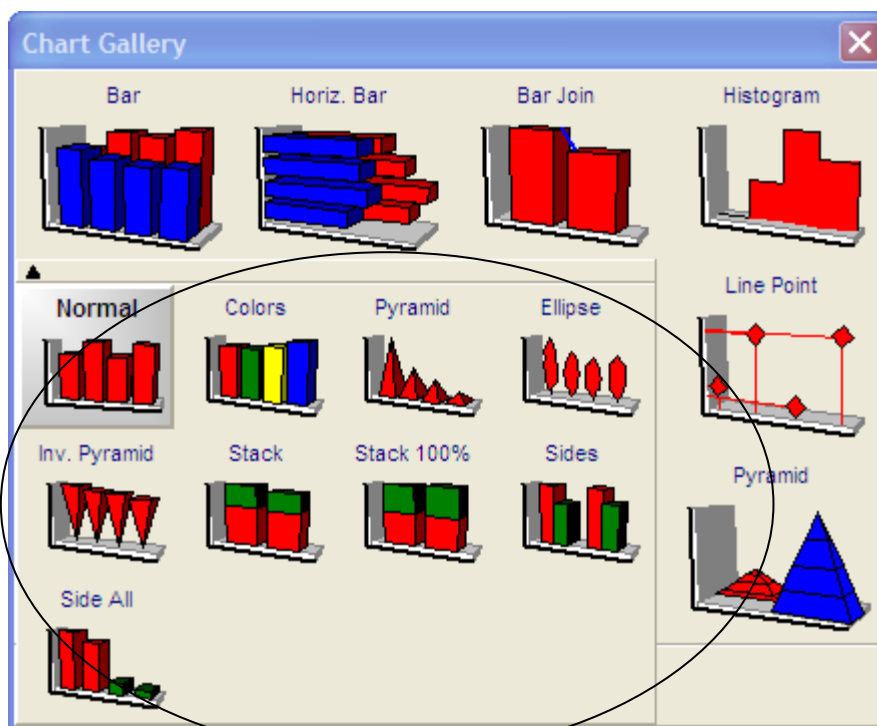 Chart Gallery
Bar Horiz. Bar Bar Join Histogram
Line Point
Normal Colors Pyramid Ellipse
Inv. Pyramid Stack Stack 100% Sides
Pyramid
Side All